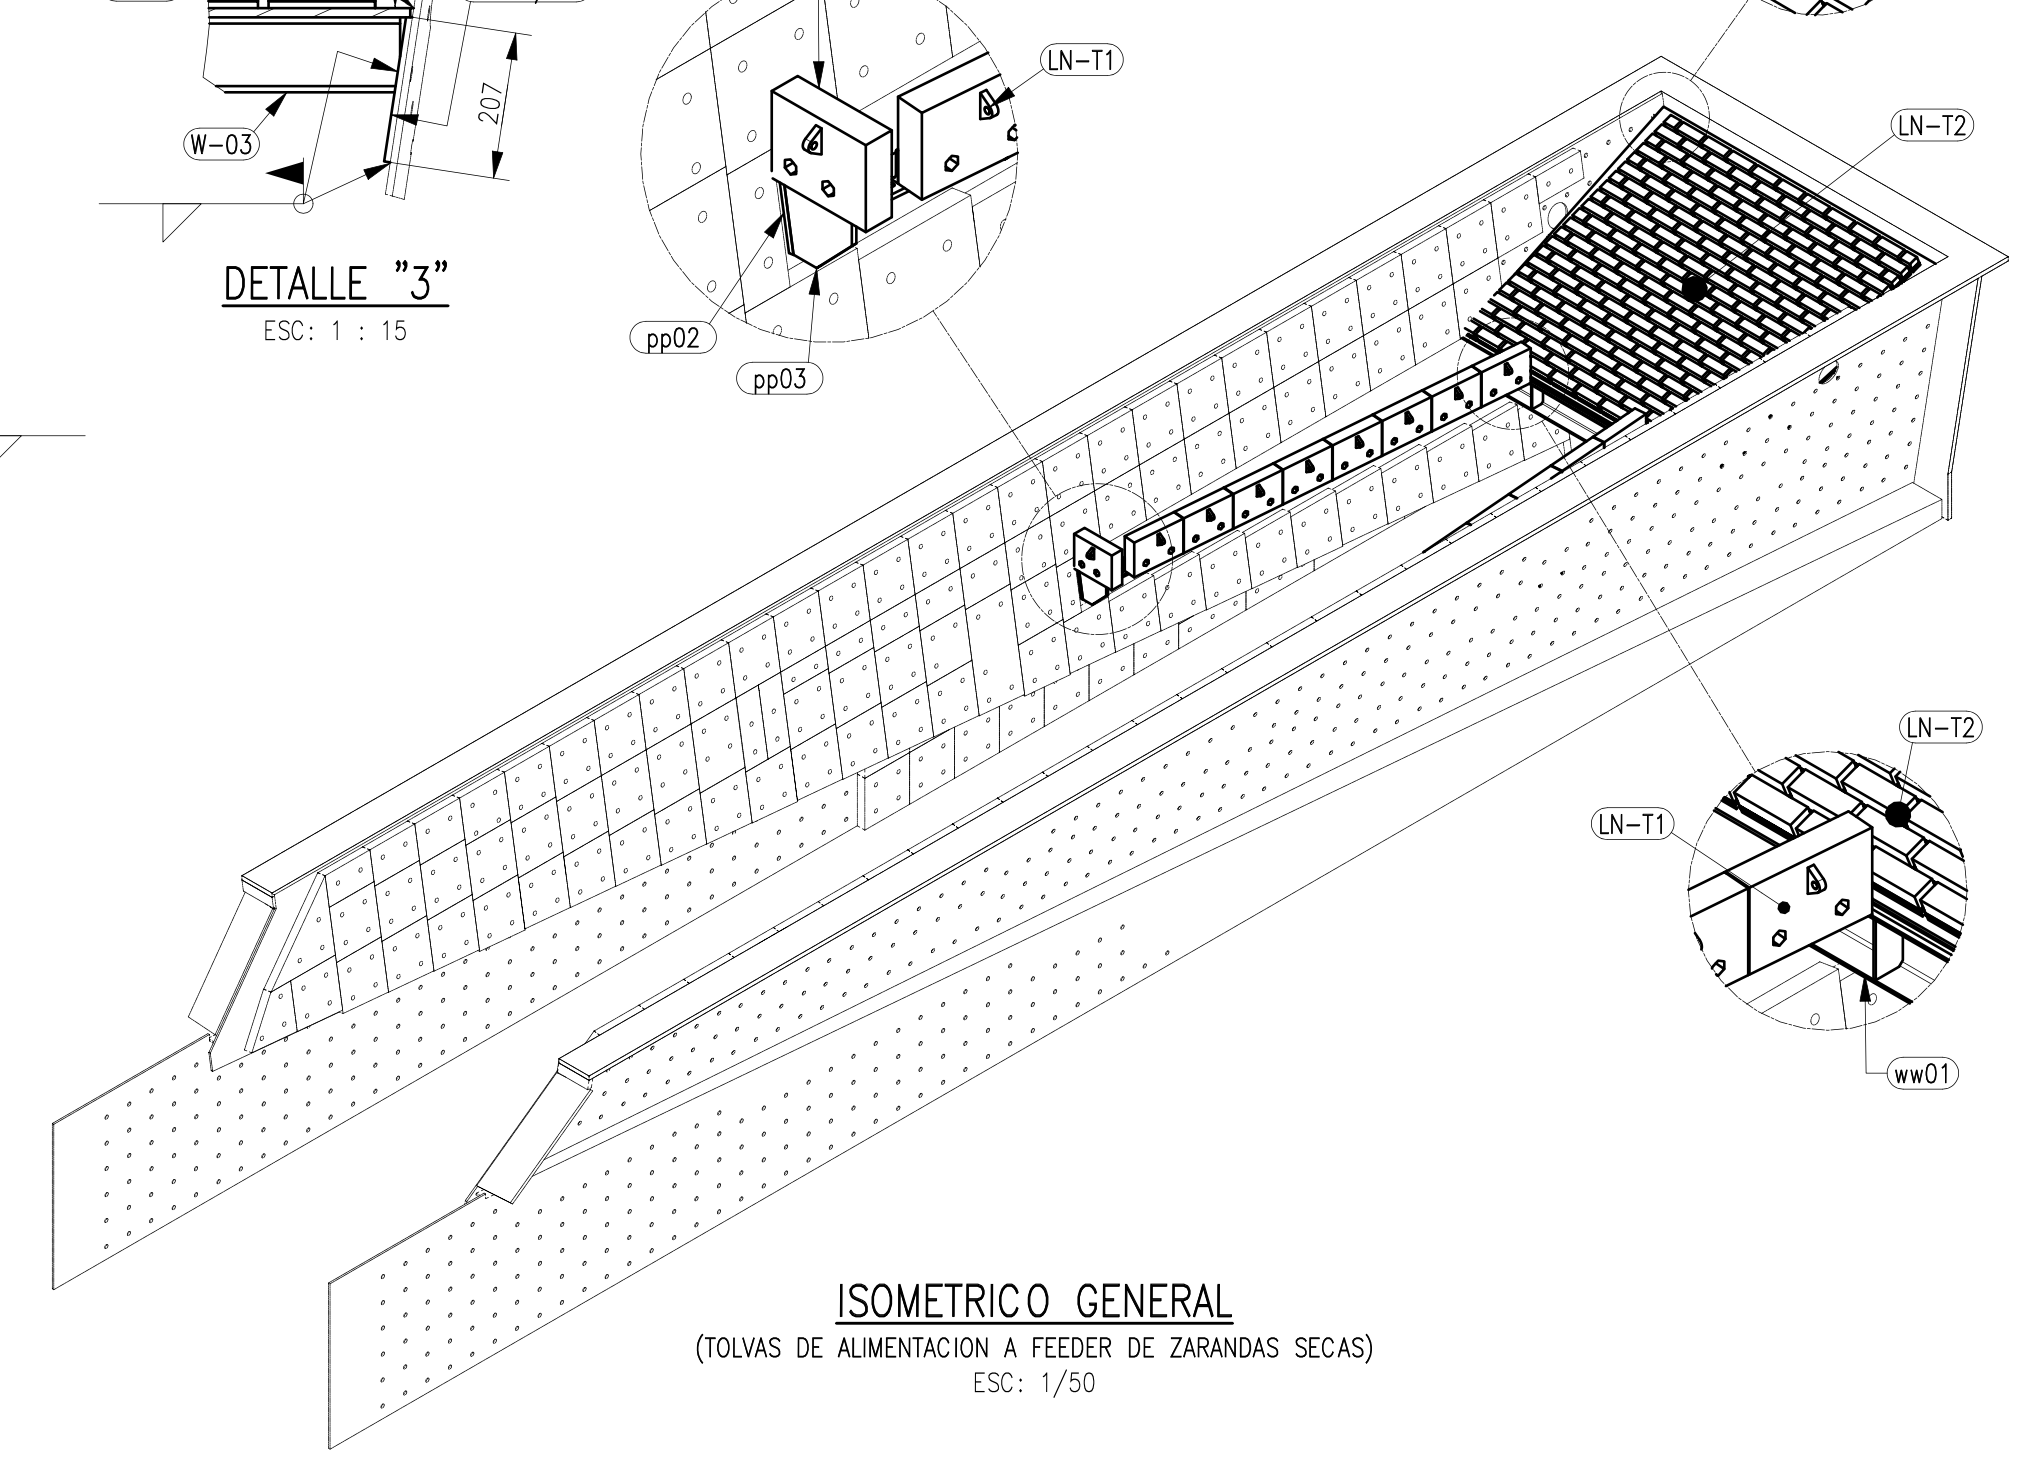 LN-T1
LN-T2
207
W-03
DETALLE "3"
ESC: 1 : 15
pp02
pp03
LN-T2
LN-T1
ww01
ISOMETRICO GENERAL
(TOLVAS DE ALIMENTACION A FEEDER DE ZARANDAS SECAS)
ESC: 1/50